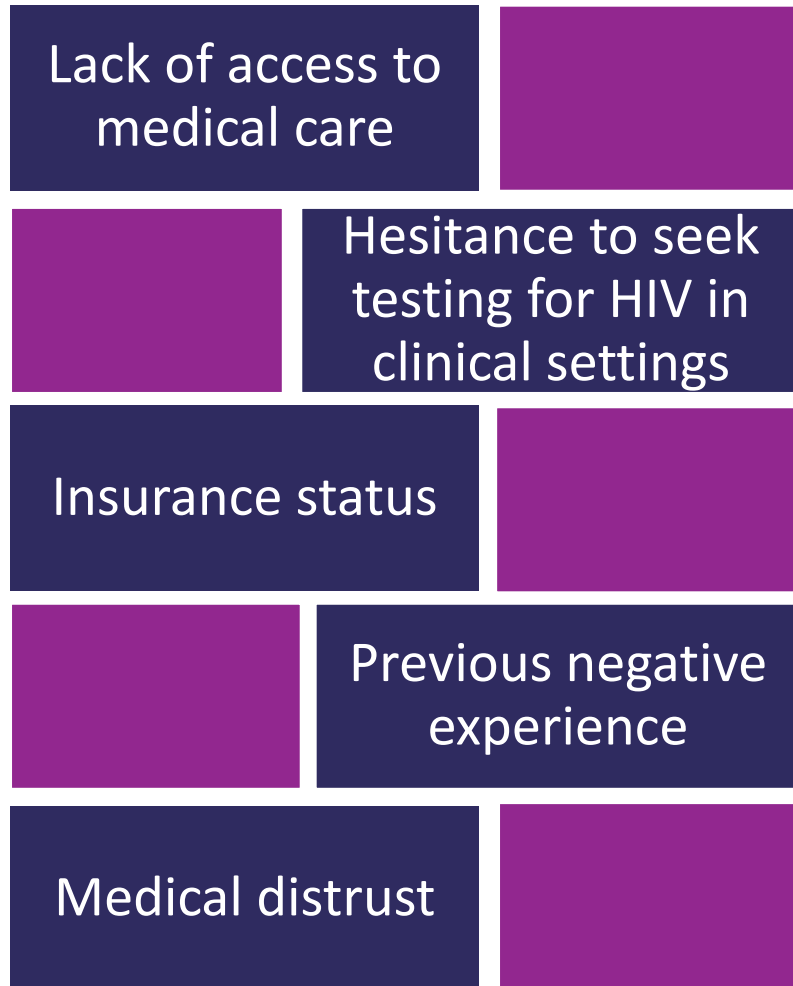 Lack of access to
medical care
Hesitance to seek
testing for HIV in
clinical settings
Insurance status
Previous negative
experience
Medical distrust